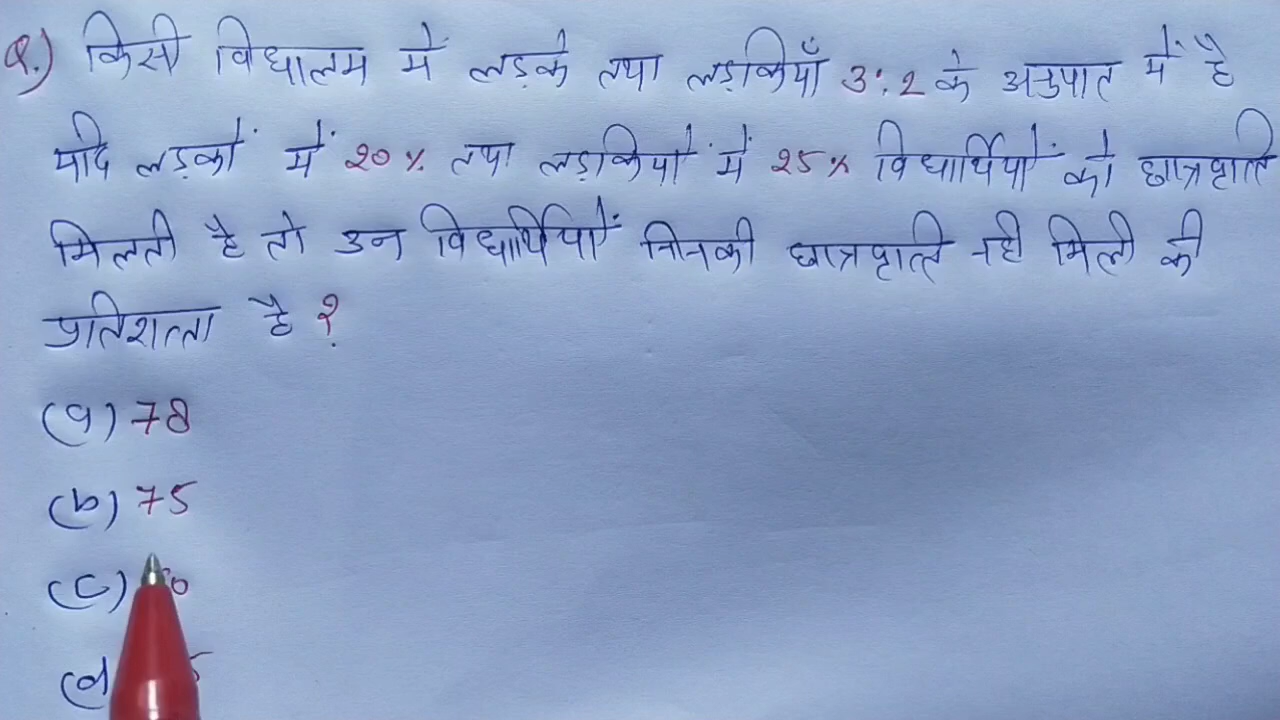 Q.) किसी विधालय में लड़के तथा लड़कियाँ 3:2 के अनुपात में है
यदि लड़कों में 20% तथा लड़कियों में 25% विधार्थियों को छात्रवृत्ति
मिलती है तो उन विधार्थियों जिनकी छात्रवृत्ति नही मिली की
प्रतिशतता है ?
(a) 78
(b) 75
(c)
(d)